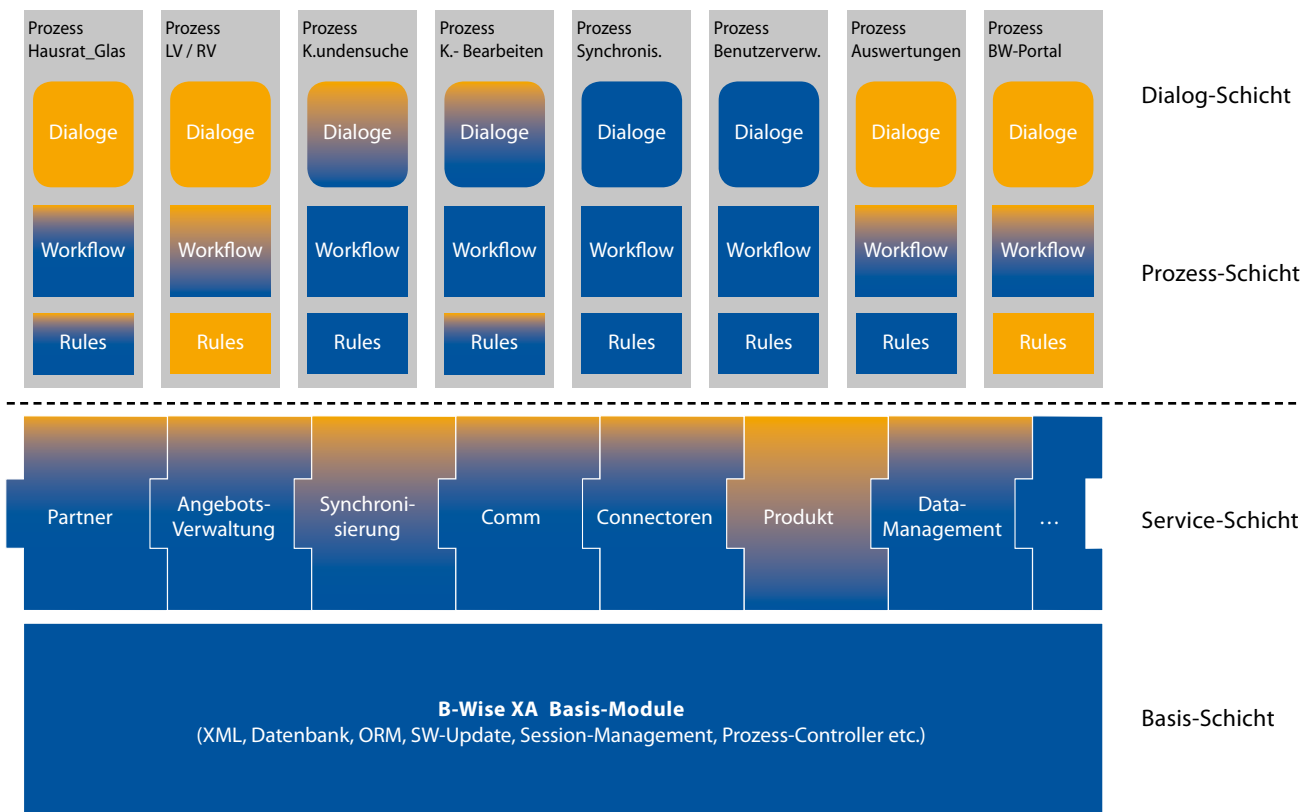 Prozess
Hausrat_Glas
Prozess
LV / RV
Prozess
K.undensuche
Prozess
K.- Bearbeiten
Prozess
Synchronis.
Prozess
Benutzerverw.
Prozess
Auswertungen
Prozess
BW-Portal
Dialoge
Dialoge
Dialoge
Dialoge
Dialoge
Dialoge
Dialoge
Dialoge
Dialog-Schicht
Workflow
Workflow
Workflow
Workflow
Workflow
Workflow
Workflow
Workflow
Prozess-Schicht
Rules
Rules
Rules
Rules
Rules
Rules
Rules
Rules
Partner
Angebots-
Verwaltung
Synchroni-
sierung
Comm
Connectoren
Produkt
Data-
Management
...
Service-Schicht
B-Wise XA Basis-Module
(XML, Datenbank, ORM, SW-Update, Session-Management, Prozess-Controller etc.)
Basis-Schicht